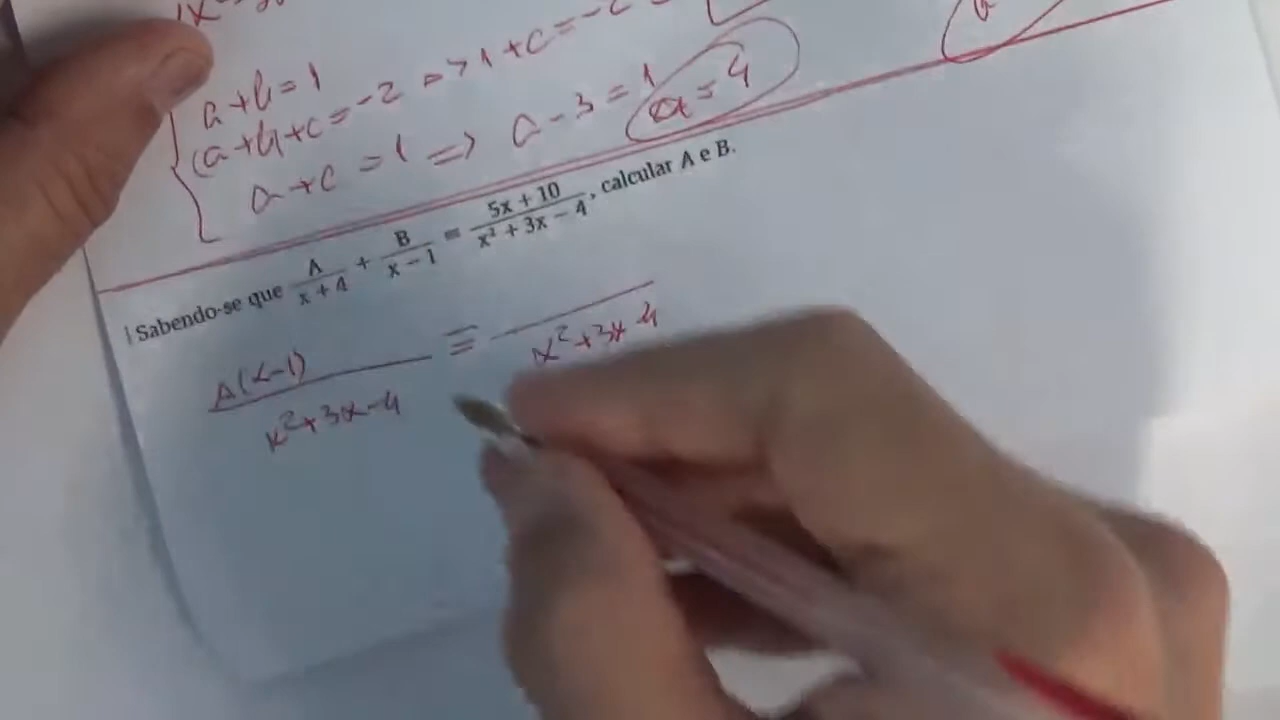 a+b=1
(a+b)+c=-2 => 1+c=-2
a+c=1 => a-3=1
a=4
Sabendo-se que A/(x + 4) + B/(x − 1) ≡ (5x + 10)/(x² + 3x − 4), calcular A e B.
A(x-1) ≡
x²+3x-4 x²+3x-4